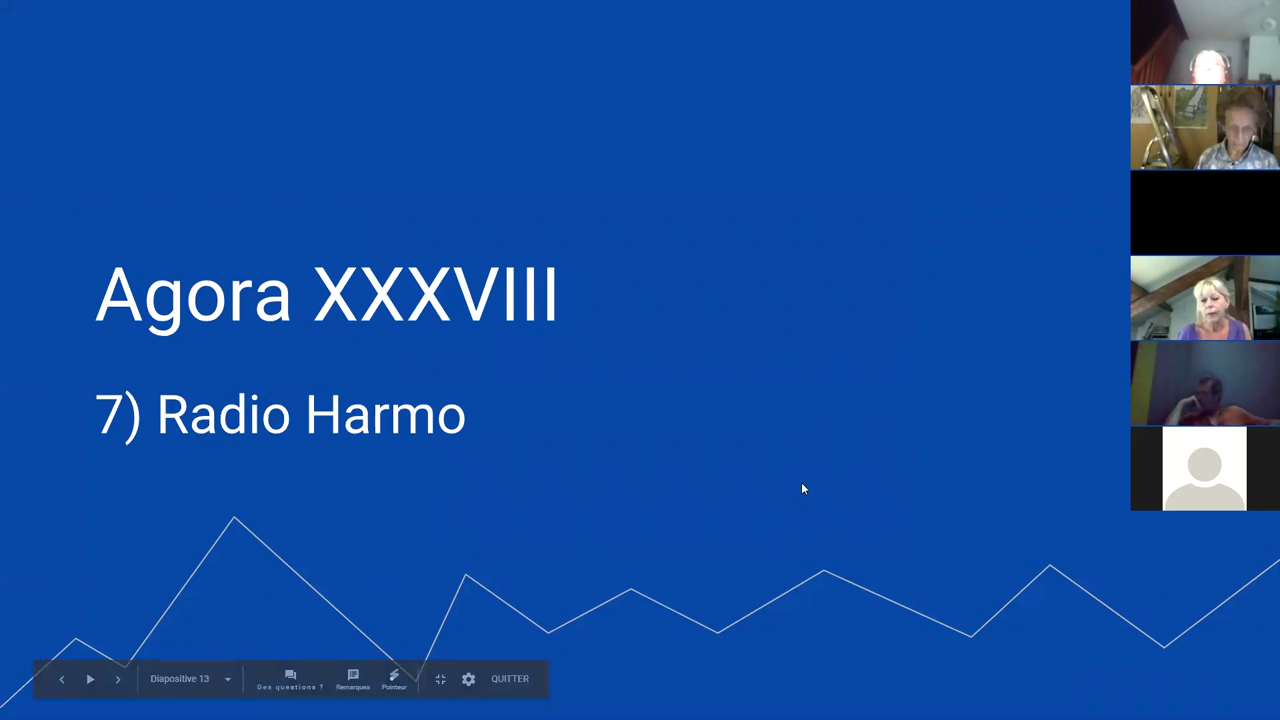 Agora XXXVIII
7) Radio Harmo
Diapositive 13
Des questions ?
Remarques
Pointeur
QUITTER